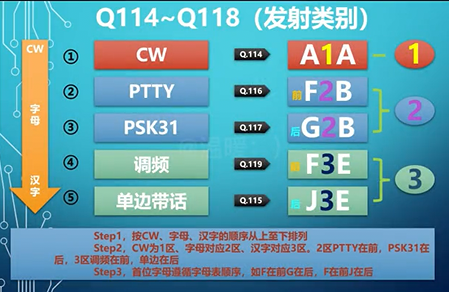 Q114~Q118（发射类别）
CW
字母
汉字
① CW Q.114 A1A 1
② PTTY Q.116 前 F2B
③ PSK31 Q.117 后 G2B
2
④ 调频 Q.119 前 F3E
⑤ 单边带话 Q.115 后 J3E
3
Step1，按CW、字母、汉字的顺序从上至下排列
Step2，CW为1区、字母对应2区、汉字对应3区，2区PTTY在前，PSK31在
后，3区调频在前，单边在后
Step3，首位字母遵循字母表顺序，如F在前G在后，F在前J在后